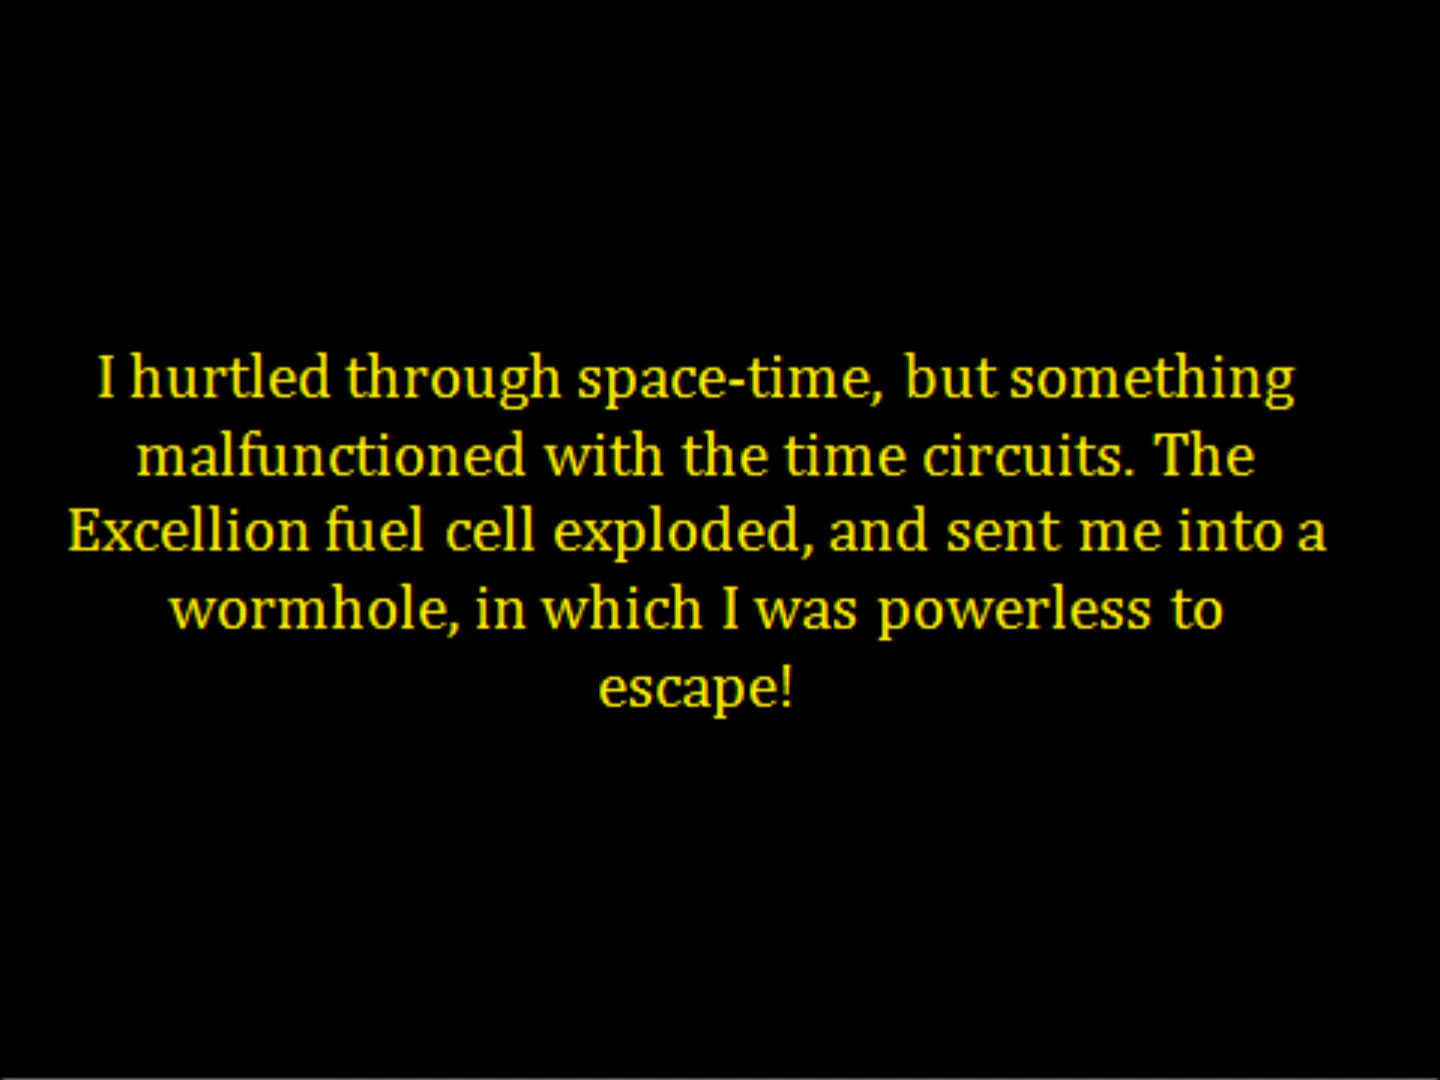 I hurtled through space-time, but something
malfunctioned with the time circuits. The
Excellion fuel cell exploded, and sent me into a
wormhole, in which I was powerless to
escape!